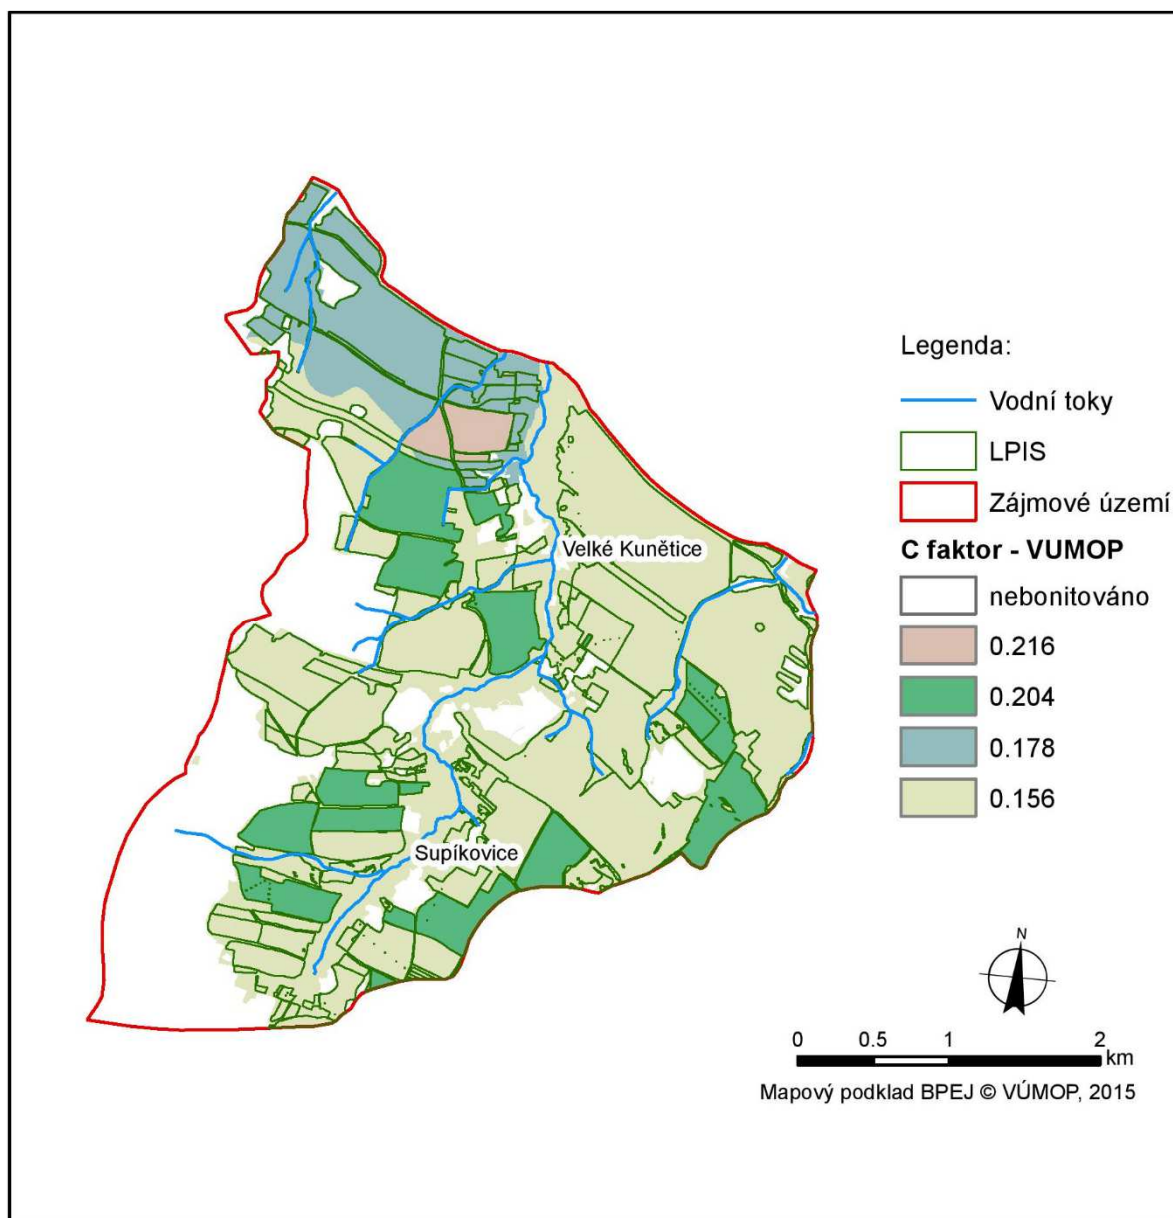 Legenda:
Vodní toky
LPIS
Zájmové území
C faktor - VUMOP
nebonitováno
0.216
0.204
0.178
0.156
Velké Kunětice
Supíkovice
N
0 0.5 1 2
km
Mapový podklad BPEJ © VÚMOP, 2015